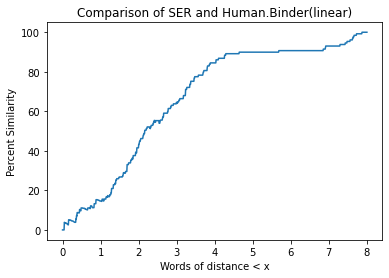 Comparison of SER and Human.Binder(linear)
Percent Similarity
100
80
60
40
20
0
0 1 2 3 4 5 6 7 8
Words of distance < x